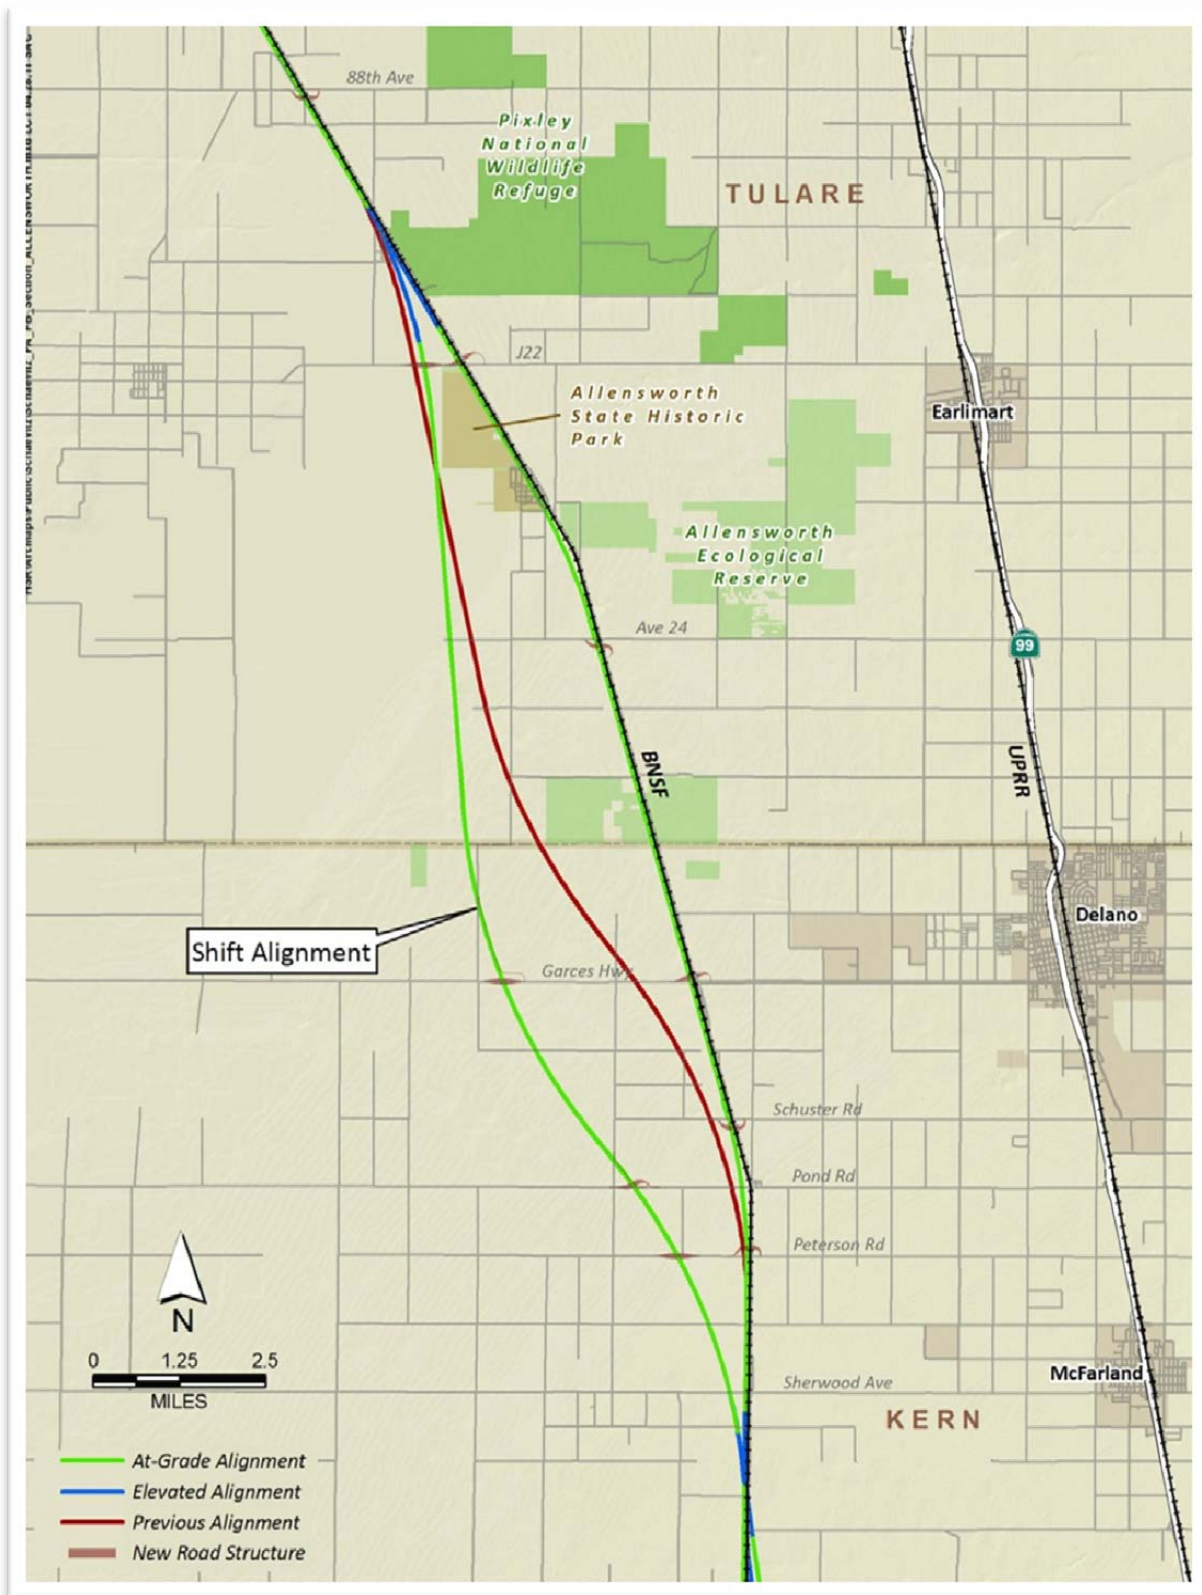 88th Ave
Pixley
National
Wildlife
Refuge
TULARE
J22
Allensworth
State Historic
Park
Earlimart
Allensworth
Ecological
Reserve
Ave 24
99
BNSF
UPRR
Delano
Shift Alignment
Garces Hwy
Schuster Rd
Pond Rd
Peterson Rd
N
0 1.25 2.5
MILES
McFarland
Sherwood Ave
KERN
At-Grade Alignment
Elevated Alignment
Previous Alignment
New Road Structure